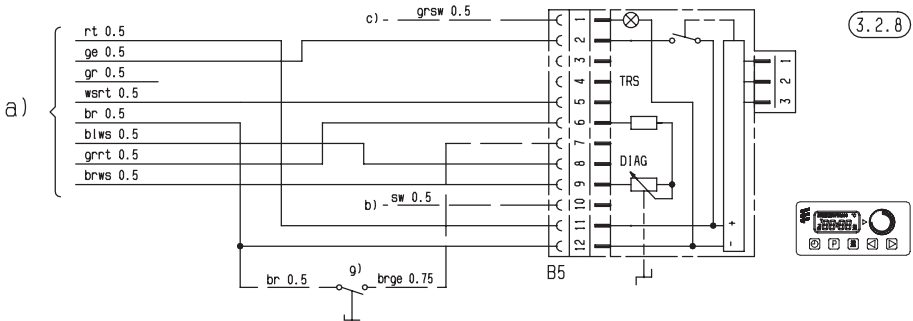 c) grsw 0.5
3.2.8
rt 0.5
ge 0.5
gr 0.5
wsrt 0.5
br 0.5
blws 0.5
grrt 0.5
brws 0.5
a)
b) sw 0.5
br 0.5
g)
brge 0.75
1
2
3
4
5
6
7
8
9
10
11
12
B5
TRS
DIAG
+
-
1
2
3
P